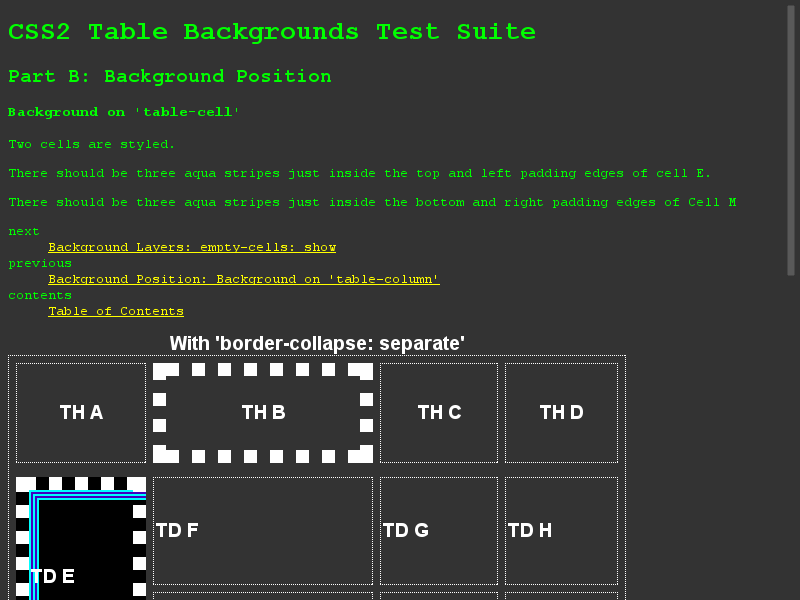 CSS2 Table Backgrounds Test Suite
Part B: Background Position
Background on 'table-cell'
Two cells are styled.
There should be three aqua stripes just inside the top and left padding edges of cell E.
There should be three aqua stripes just inside the bottom and right padding edges of Cell M
next
Background Layers: empty-cells: show
previous
Background Position: Background on 'table-column'
contents
Table of Contents
With 'border-collapse: separate'
TH A TH B TH C TH D
TD F TD G TD H
TD E